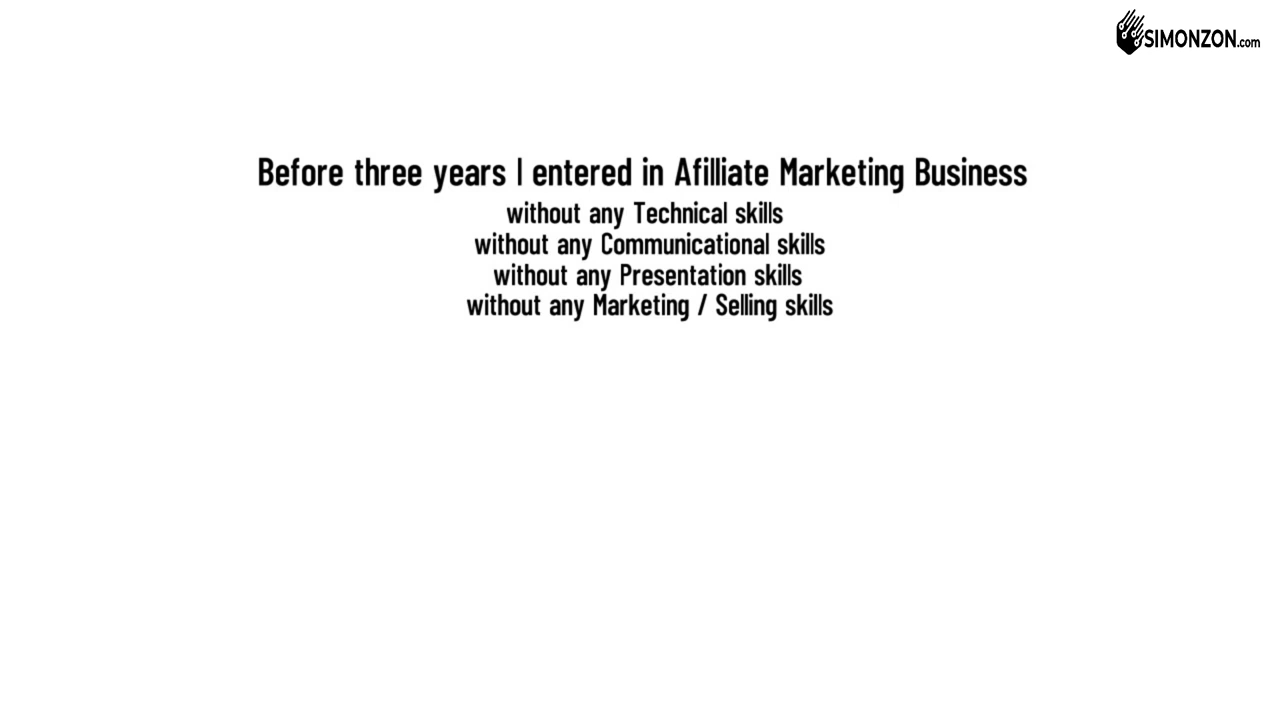 SIMONZON.com
Before three years I entered in Afilliate Marketing Business
without any Technical skills
without any Communicational skills
without any Presentation skills
without any Marketing / Selling skills